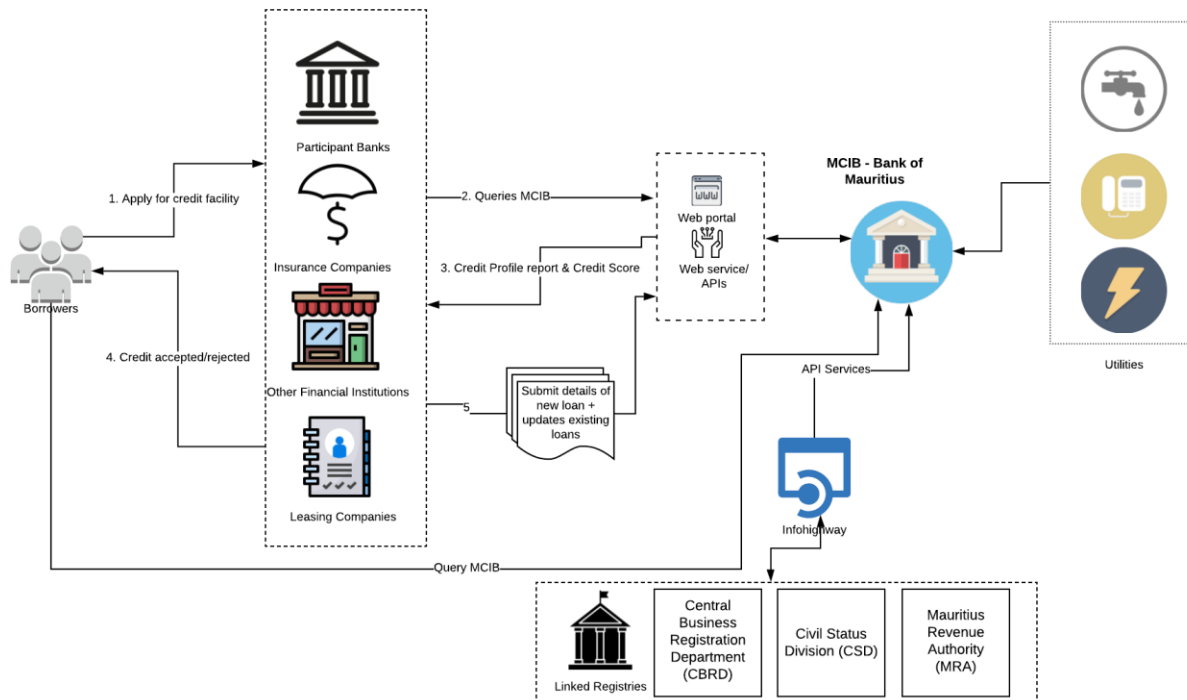 Participant Banks
1. Apply for credit facility
Insurance Companies
Borrowers
4. Credit accepted/rejected
Other Financial Institutions
Leasing Companies
2. Queries MCIB
3. Credit Profile report & Credit Score
5
Submit details of
new loan +
updates existing
loans
WWW
Web portal
Web service/
APIs
MCIB - Bank of
Mauritius
Utilities
API Services
Infohighway
Query MCIB
Linked Registries
Central
Business
Registration
Department
(CBRD)
Civil Status
Division (CSD)
Mauritius
Revenue
Authority
(MRA)